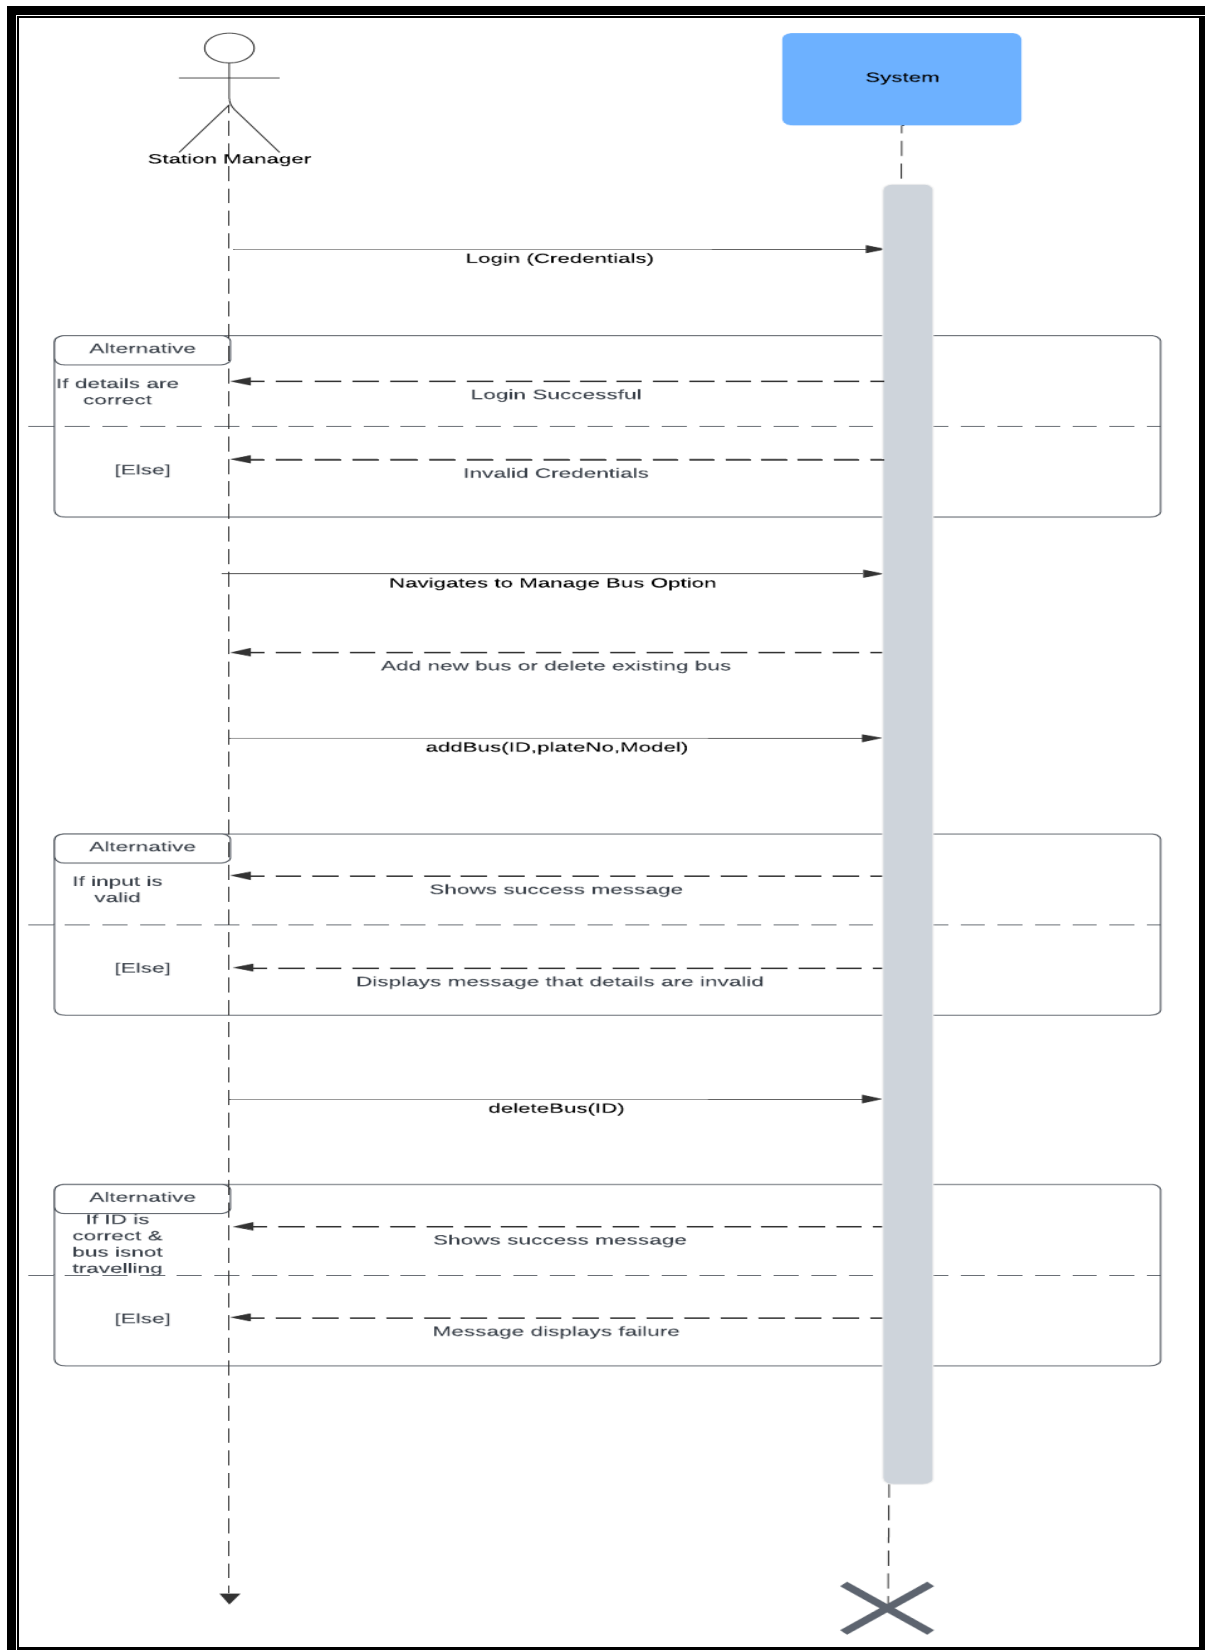 System
Station Manager
Login (Credentials)
Alternative
If details are
correct
Login Successful
[Else]
Invalid Credentials
Navigates to Manage Bus Option
Add new bus or delete existing bus
addBus(ID,plateNo,Model)
Alternative
If input is
valid
Shows success message
[Else]
Displays message that details are invalid
deleteBus(ID)
Alternative
If ID is
correct &
bus isnot
travelling
Shows success message
[Else]
Message displays failure